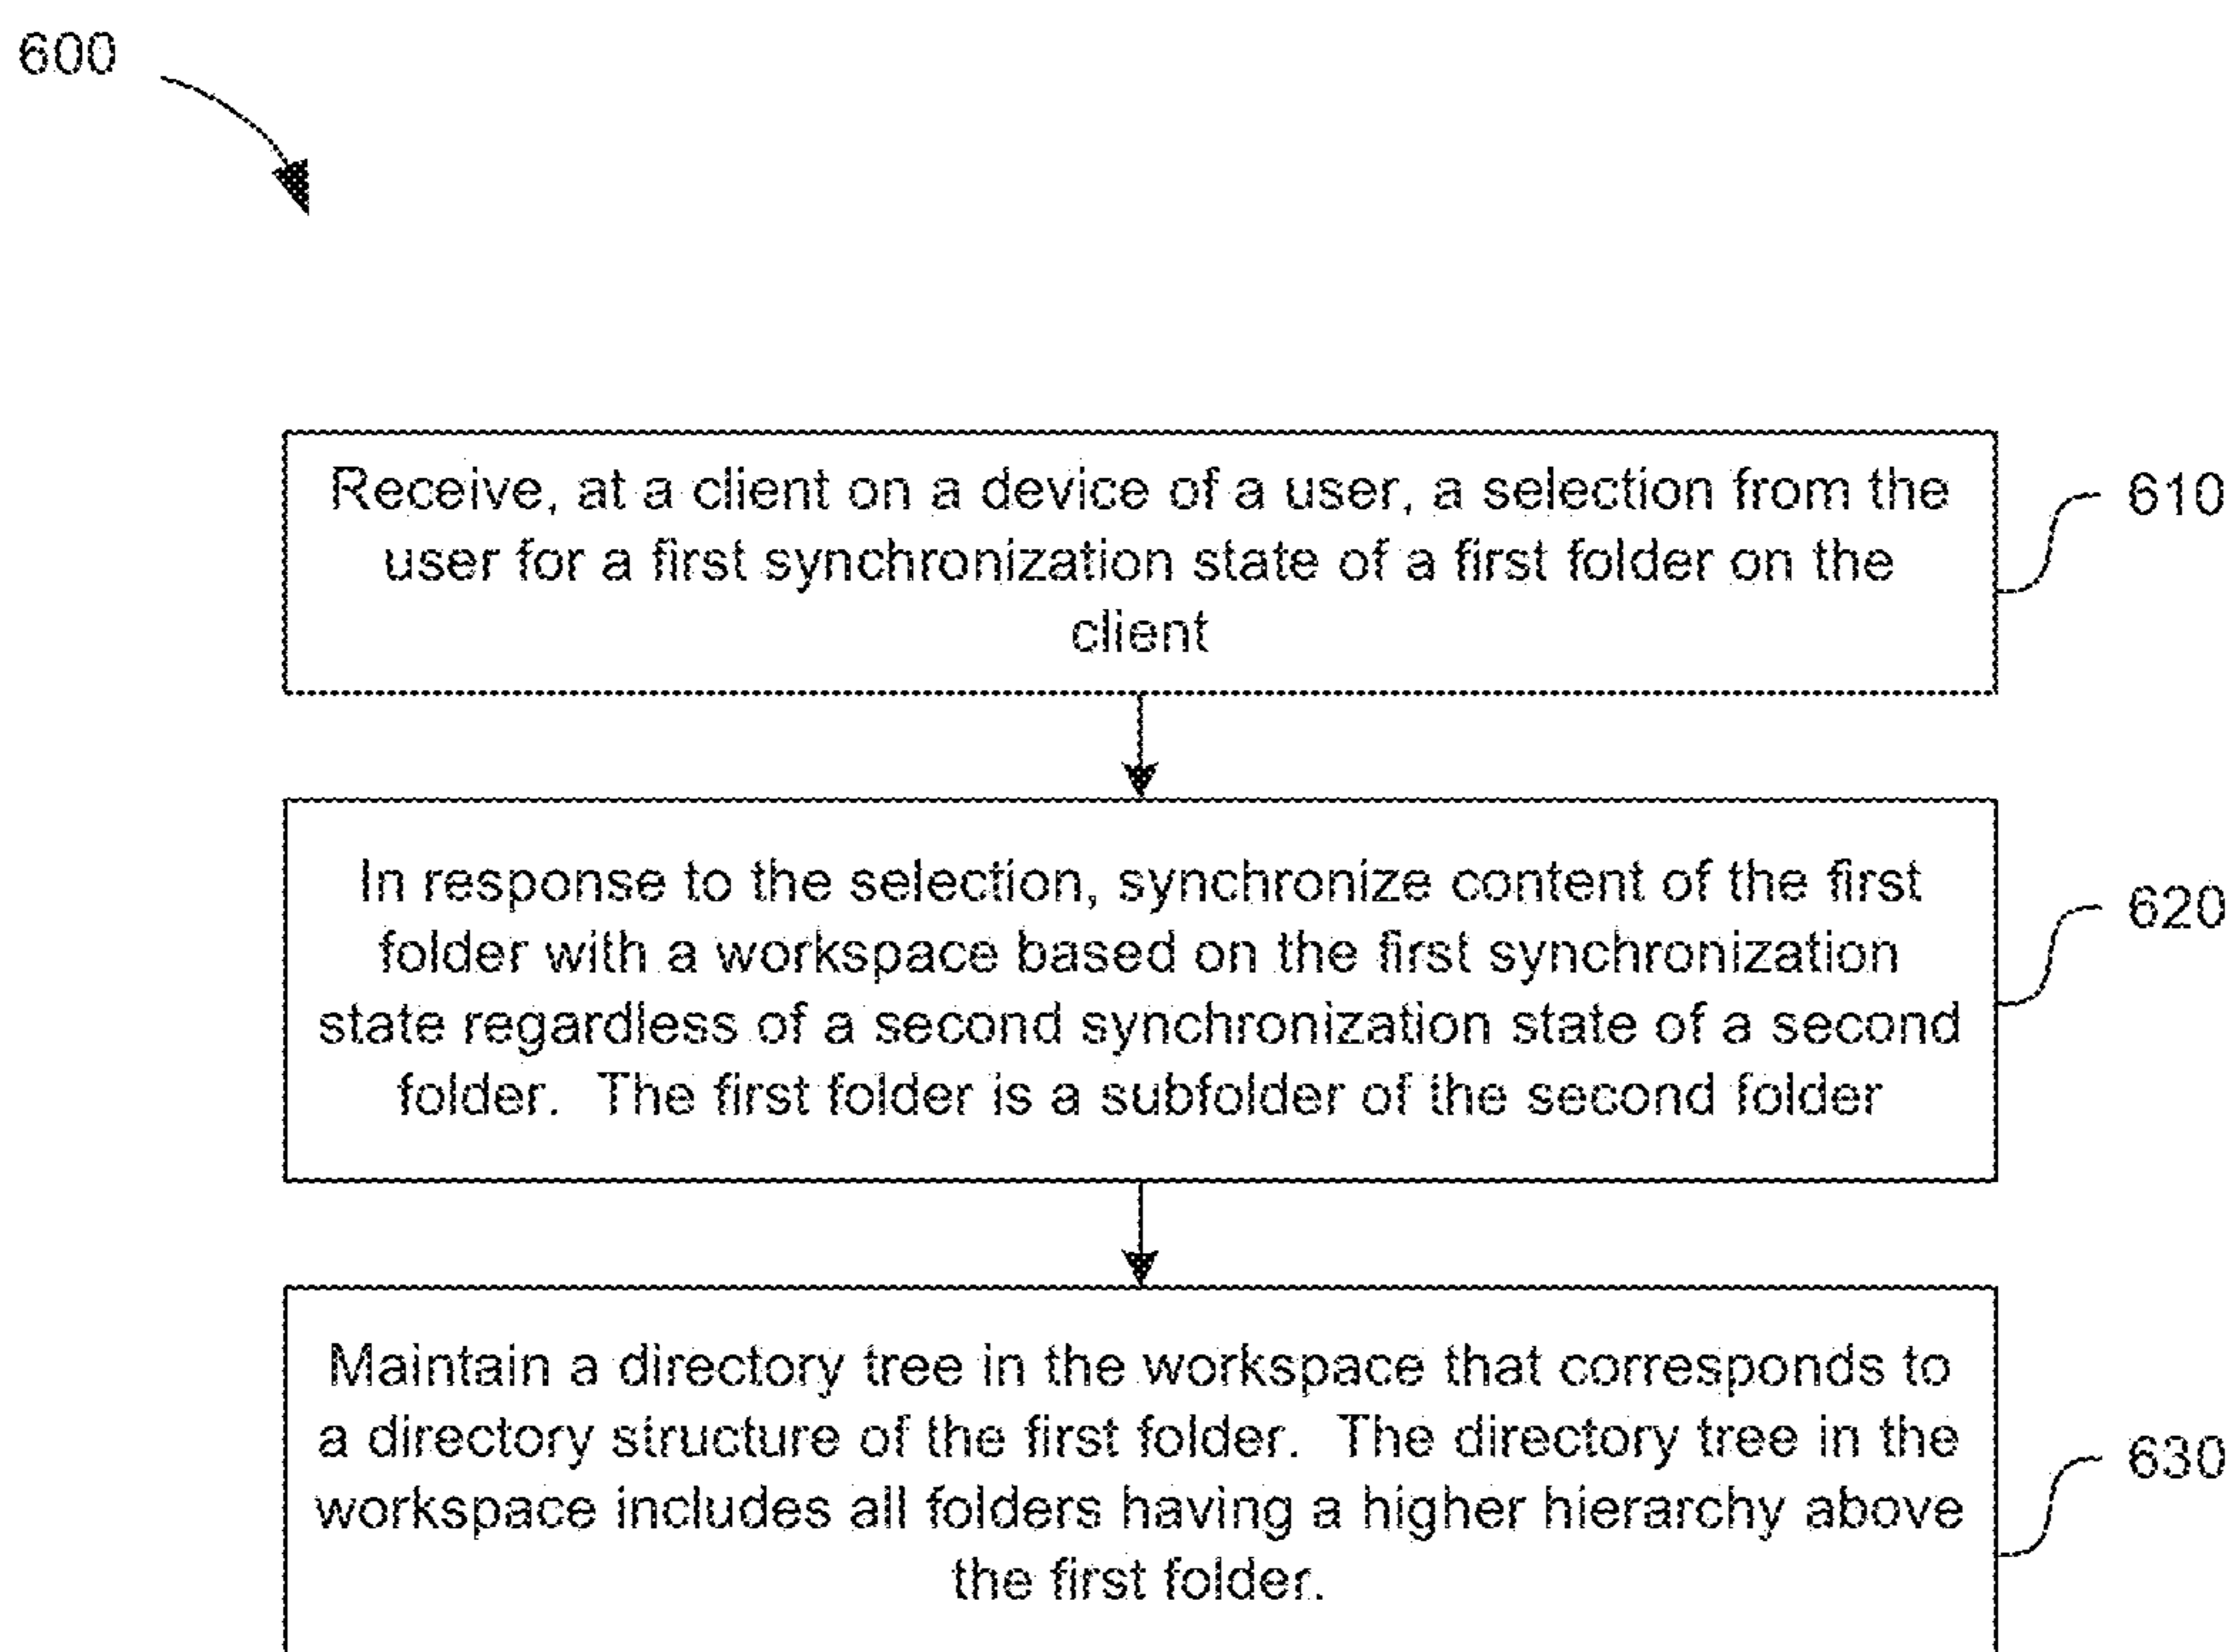 600
Receive, at a client on a device of a user, a selection from the
user for a first synchronization state of a first folder on the
client
610
In response to the selection, synchronize content of the first
folder with a workspace based on the first synchronization
state regardless of a second synchronization state of a second
folder.  The first folder is a subfolder of the second folder
620
Maintain a directory tree in the workspace that corresponds to
a directory structure of the first folder.  The directory tree in the
workspace includes all folders having a higher hierarchy above
the first folder.
630